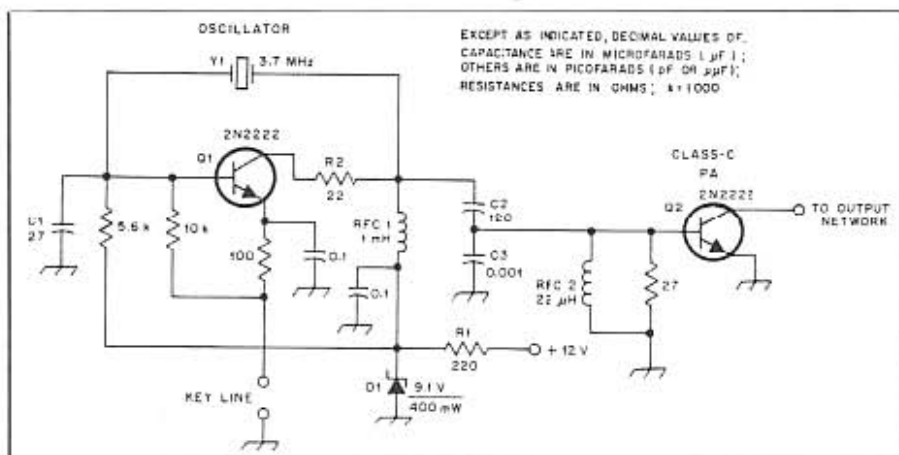 OSCILLATOR
EXCEPT AS INDICATED, DECIMAL VALUES OF
CAPACITANCE ARE IN MICROFARADS ( µF ) ;
OTHERS ARE IN PICOFARADS ( pF OR µµF);
RESISTANCES ARE IN OHMS; k=1000
Y1
3.7 MHz
2N2222
Q1
R2
22
CLASS-C
PA
2N2222
Q2
TO OUTPUT
NETWORK
C1
27
5.6 k
10k
100
0.1
RFC 1
1 mH
0.1
C2
120
C3
0.001
RFC 2
22 µH
27
R1
220
+ 12 V
D1
9.1 V
400 mW
KEY LINE